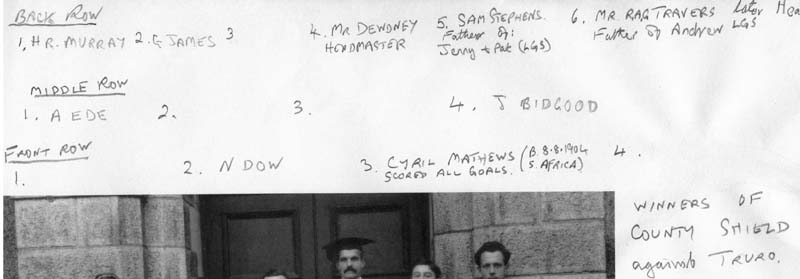 BACK ROW
1, HR. MURRAY 2. G JAMES 3
4. MR DEWDNEY
HEADMASTER
5. SAM STEPHENS.
Father of:
Jenny + Pat (LGS)
6. MR. RAG TRAVERS later Hea
Father of Andrew LGS
MIDDLE ROW
1. A EDE 2. 3. 4. J BIDGOOD
FRONT ROW
1. 2. N DOW 3. CYRIL MATHEWS (B. 8.8.1904
SCORED ALL GOALS. S. AFRICA) 4.
WINNERS OF
COUNTY SHIELD
against TRURO.